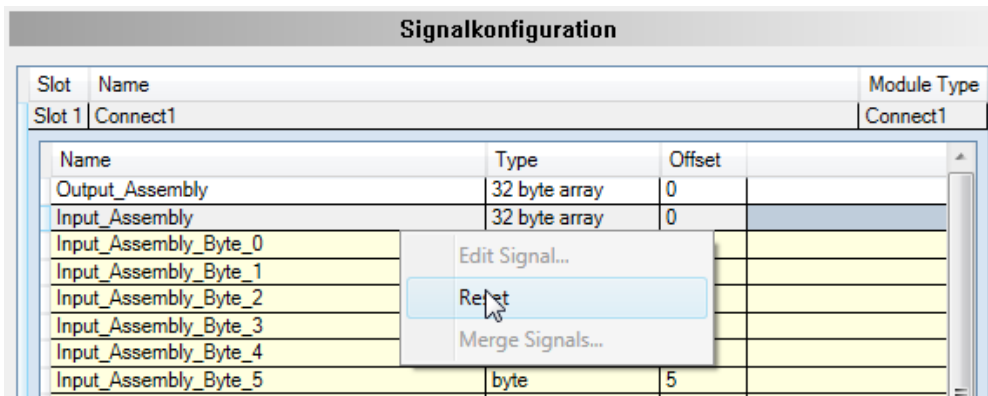 Signalkonfiguration
Slot Name Module Type
Slot 1 Connect1 Connect1
Name Type Offset
Output_Assembly 32 byte array 0
Input_Assembly 32 byte array 0
Input_Assembly_Byte_0
Input_Assembly_Byte_1
Input_Assembly_Byte_2
Input_Assembly_Byte_3
Input_Assembly_Byte_4
Input_Assembly_Byte_5 byte 5
Edit Signal...
Reset
Merge Signals...